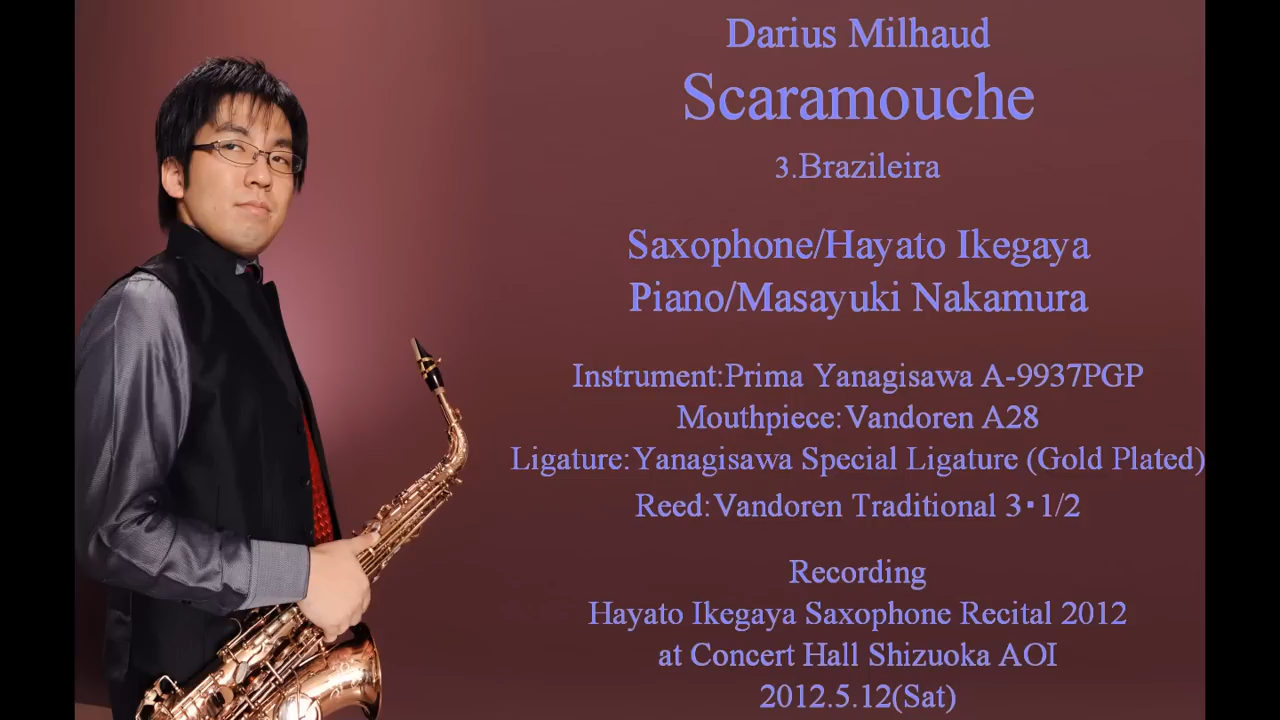 Darius Milhaud
Scaramouche
3.Brazileira
Saxophone/Hayato Ikegaya
Piano/Masayuki Nakamura
Instrument:Prima Yanagisawa A-9937PGP
Mouthpiece:Vandoren A28
Ligature:Yanagisawa Special Ligature (Gold Plated)
Reed:Vandoren Traditional 3・1/2
Recording
Hayato Ikegaya Saxophone Recital 2012
at Concert Hall Shizuoka AOI
2012.5.12(Sat)